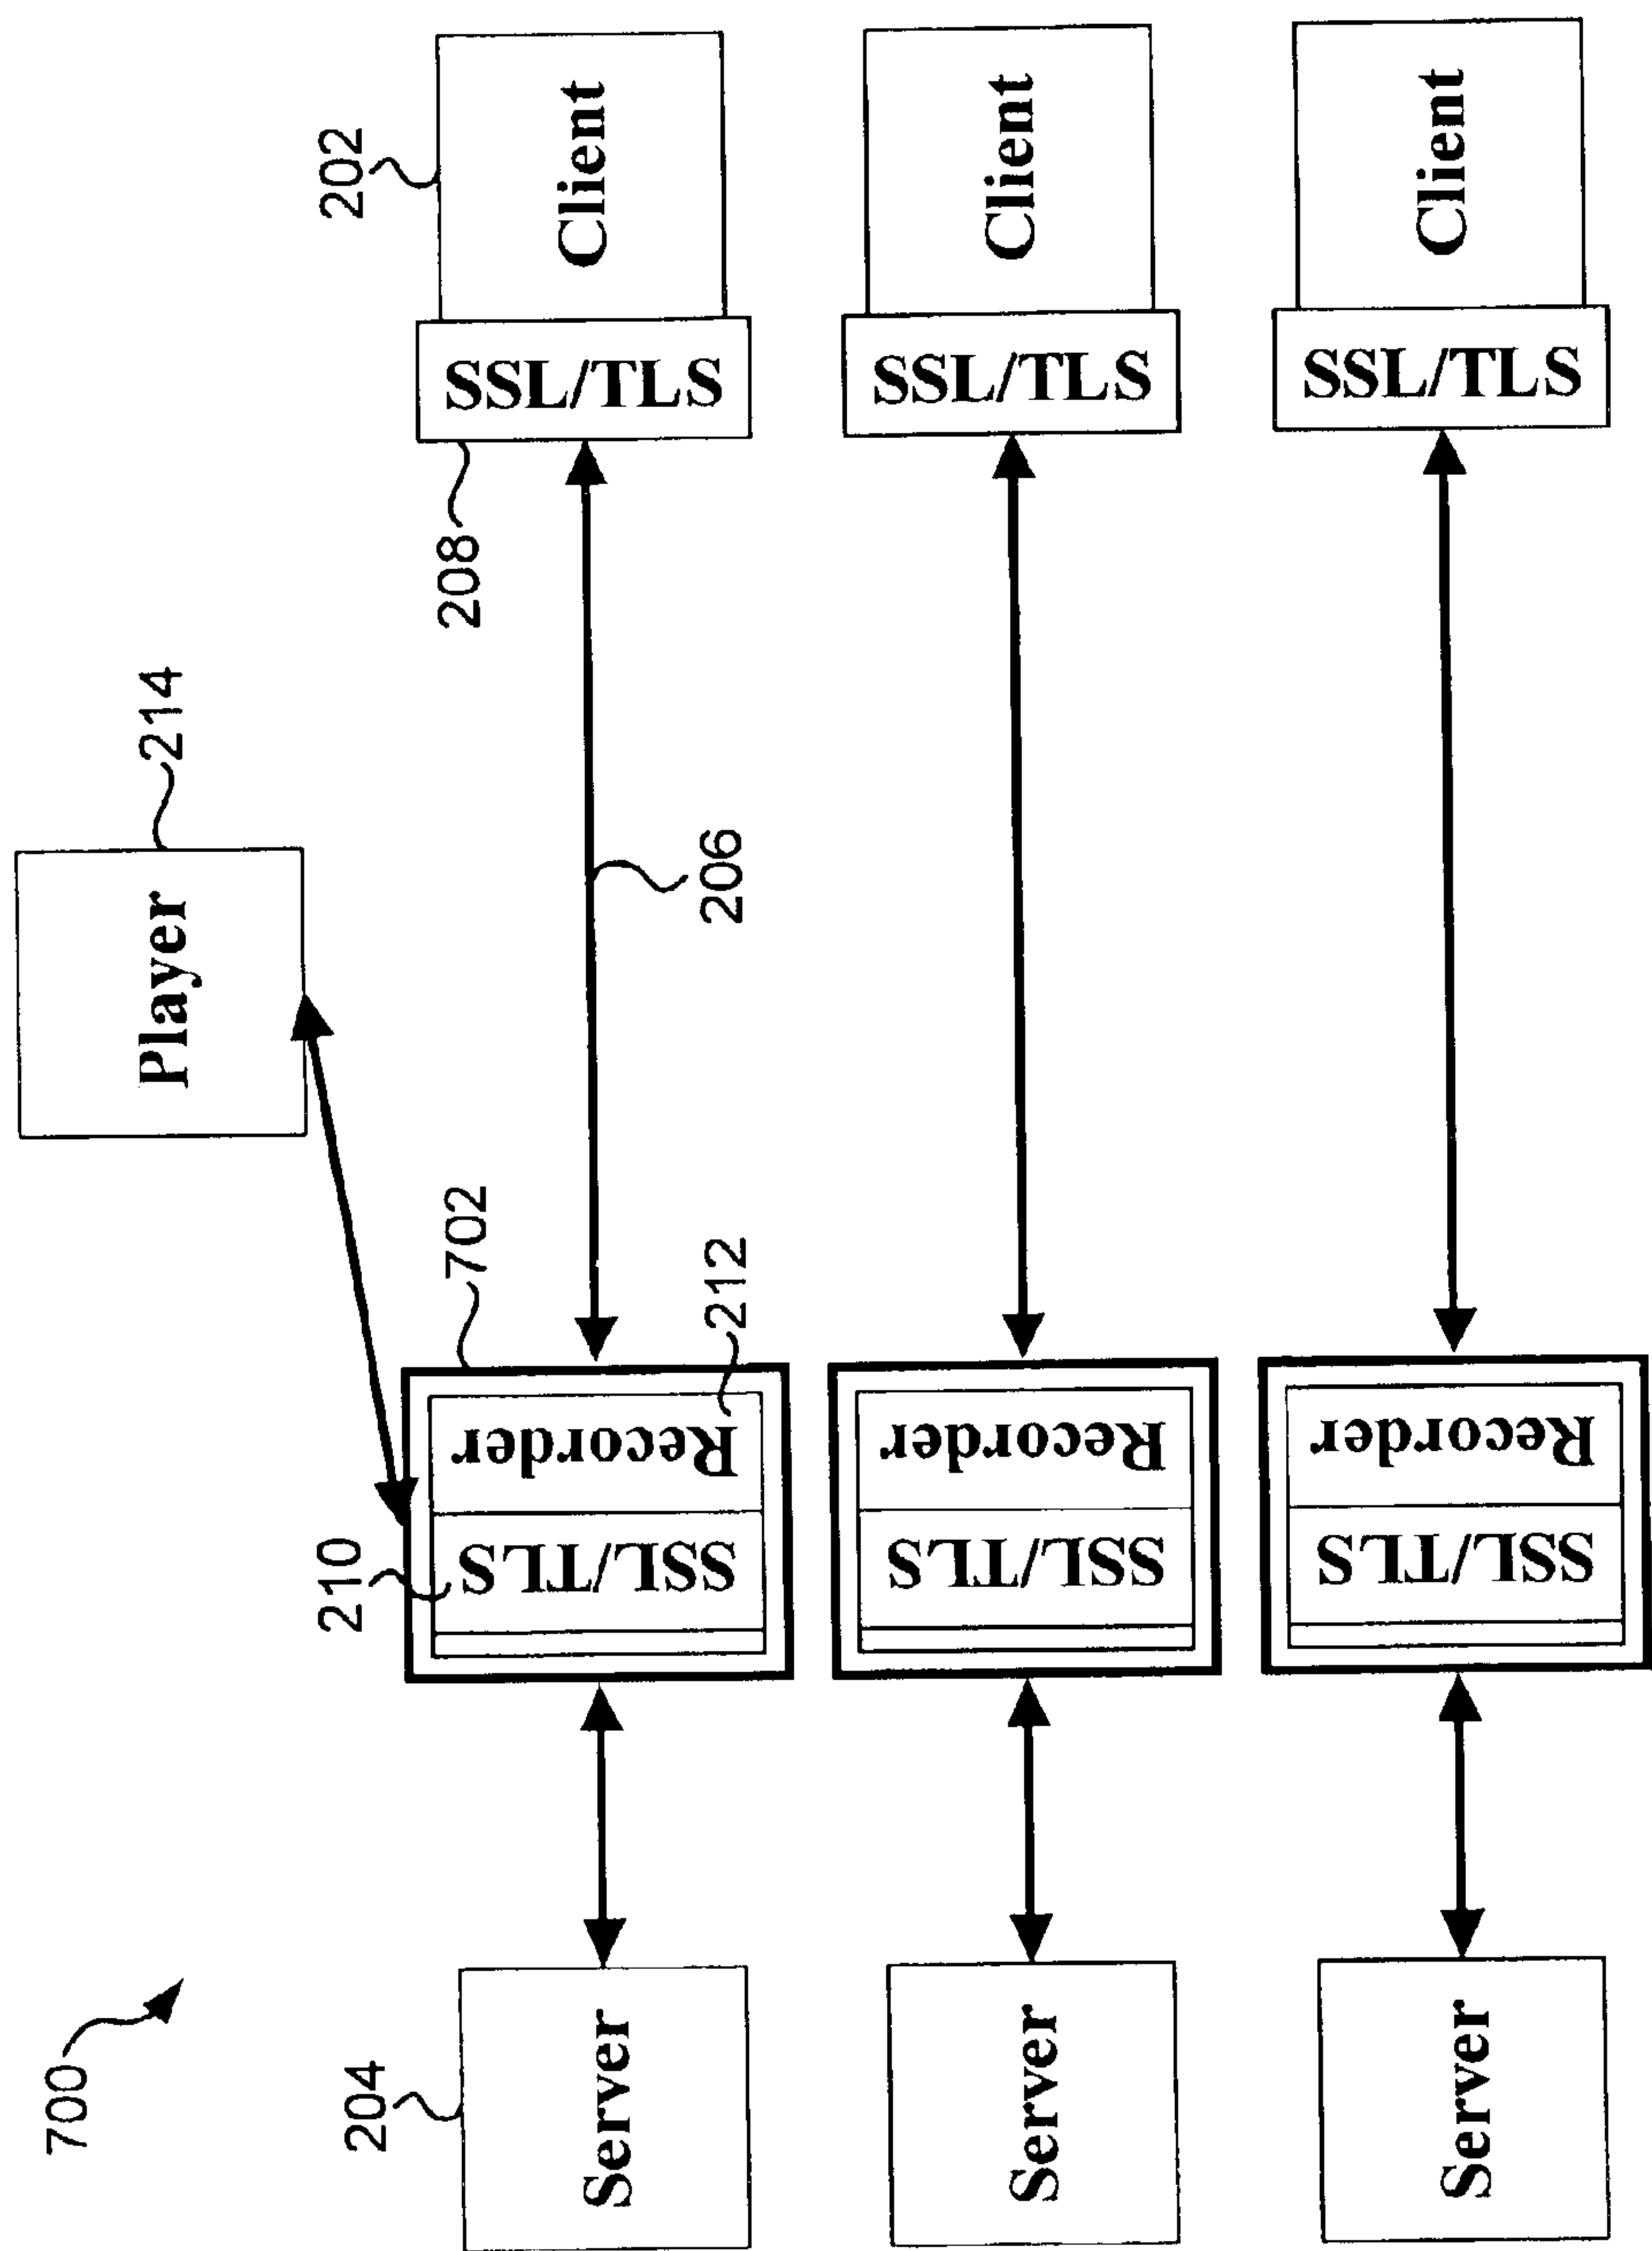 700
Player
214
204
210
702
208
202
Server
SSL/TLS
Recorder
212
206
SSL/TLS
Client
Server
SSL/TLS
Recorder
SSL/TLS
Client
Server
SSL/TLS
Recorder
SSL/TLS
Client